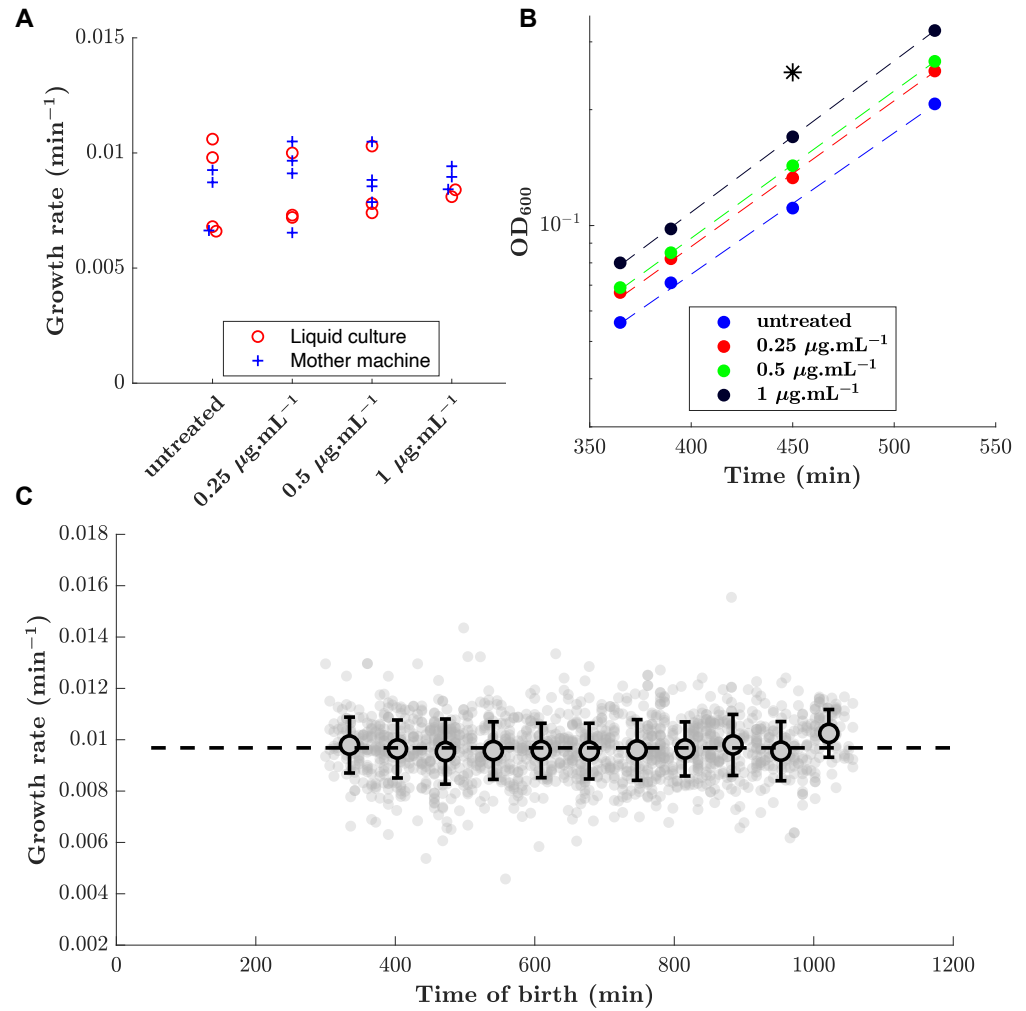 A
0.015
0.01
0.005
0
Growth rate (min⁻¹)
Liquid culture
Mother machine
untreated
0.25 μg.mL⁻¹
0.5 μg.mL⁻¹
1 μg.mL⁻¹
B
OD₆₀₀
10⁻¹
untreated
0.25 μg.mL⁻¹
0.5 μg.mL⁻¹
1 μg.mL⁻¹
350 400 450 500 550
Time (min)
C
0.018
0.016
0.014
0.012
0.01
0.008
0.006
0.004
0.002
Growth rate (min⁻¹)
0 200 400 600 800 1000 1200
Time of birth (min)